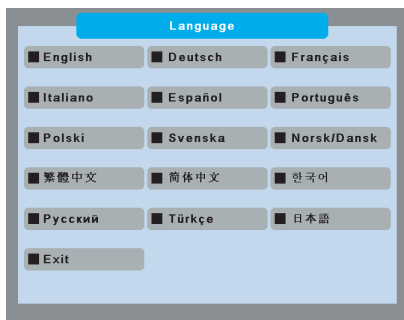 Language
English Deutsch Français
Italiano Español Português
Polski Svenska Norsk/Dansk
繁體中文 简体中文 한국어
Русский Türkçe 日本語
Exit